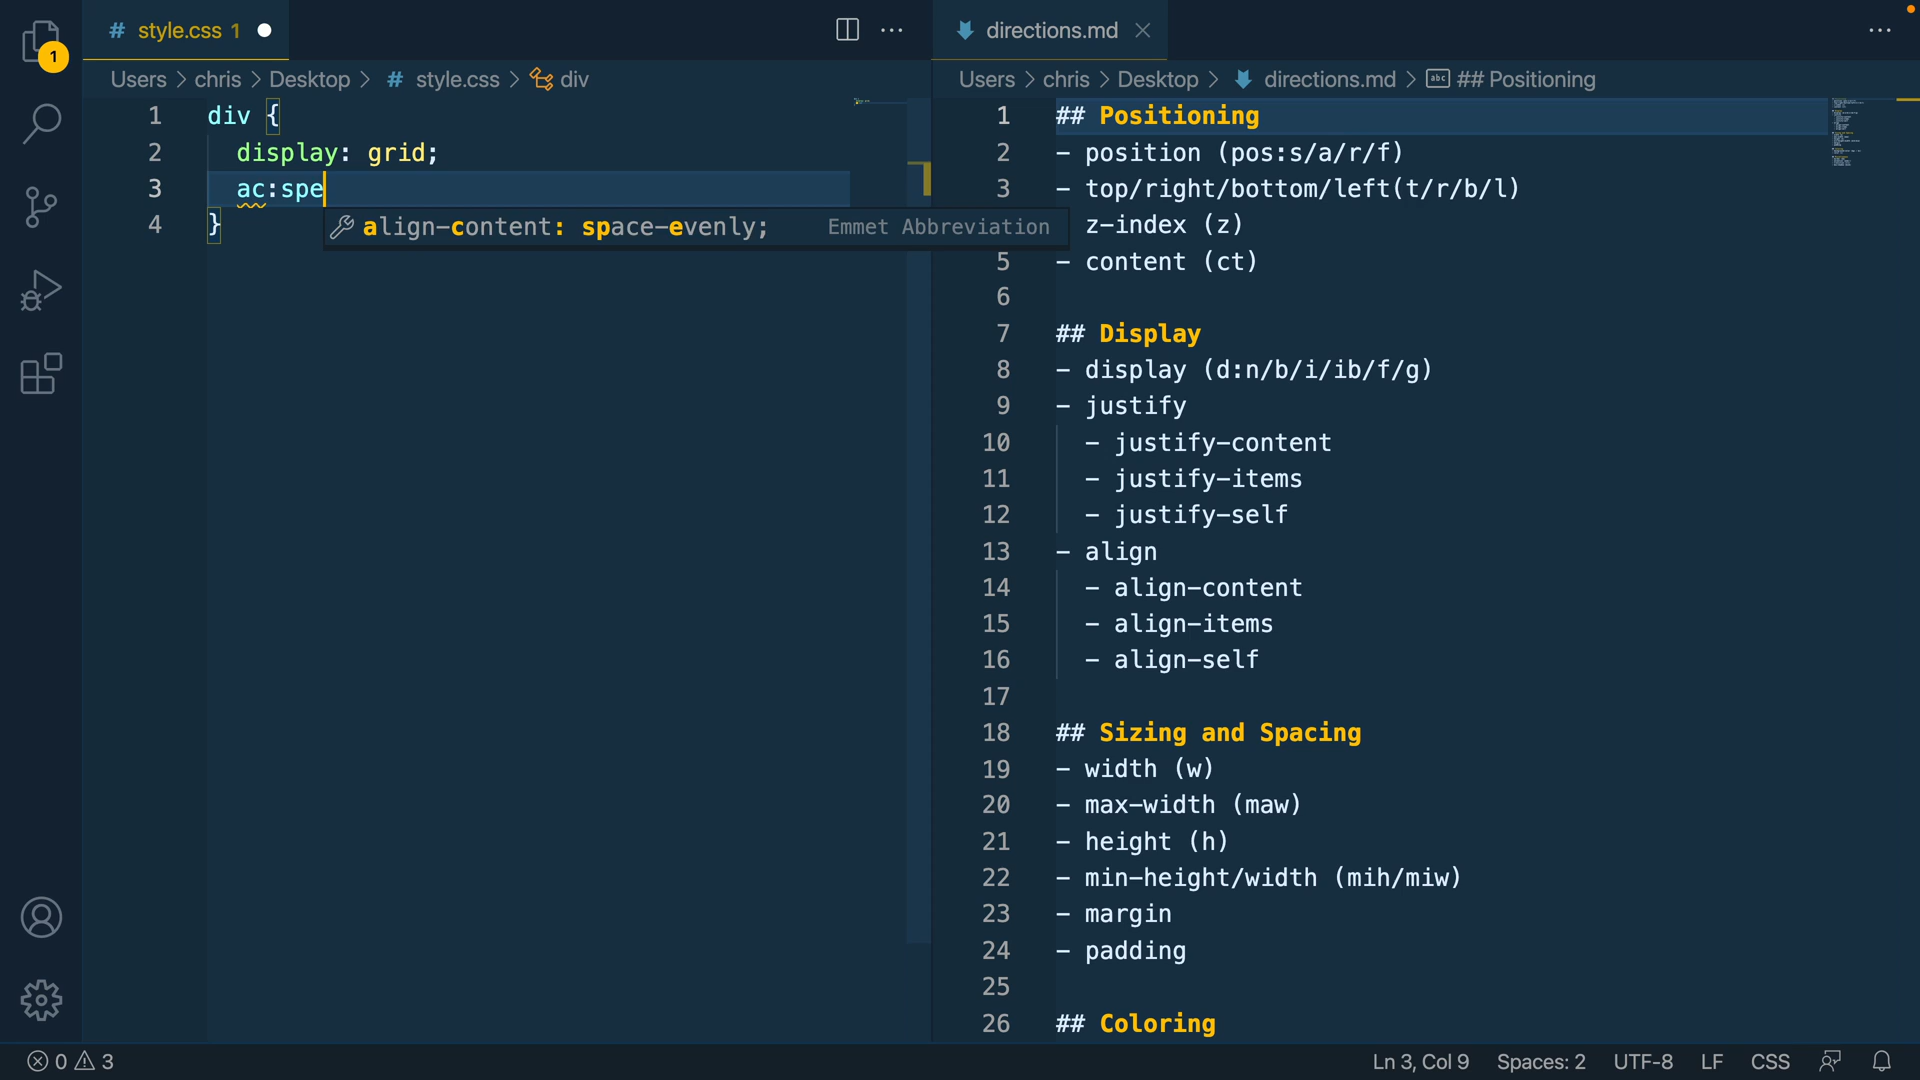 # style.css 1
directions.md
1
Users > chris > Desktop > # style.css > div
Users > chris > Desktop > directions.md > abc ## Positioning
1 div {
2 display: grid;
3 ac:spe
4 }
align-content: space-evenly; Emmet Abbreviation
1 ## Positioning
2 - position (pos:s/a/r/f)
3 - top/right/bottom/left(t/r/b/l)
z-index (z)
5 - content (ct)
6
7 ## Display
8 - display (d:n/b/i/ib/f/g)
9 - justify
10 - justify-content
11 - justify-items
12 - justify-self
13 - align
14 - align-content
15 - align-items
16 - align-self
17
18 ## Sizing and Spacing
19 - width (w)
20 - max-width (maw)
21 - height (h)
22 - min-height/width (mih/miw)
23 - margin
24 - padding
25
26 ## Coloring
0 3
Ln 3, Col 9 Spaces: 2 UTF-8 LF CSS